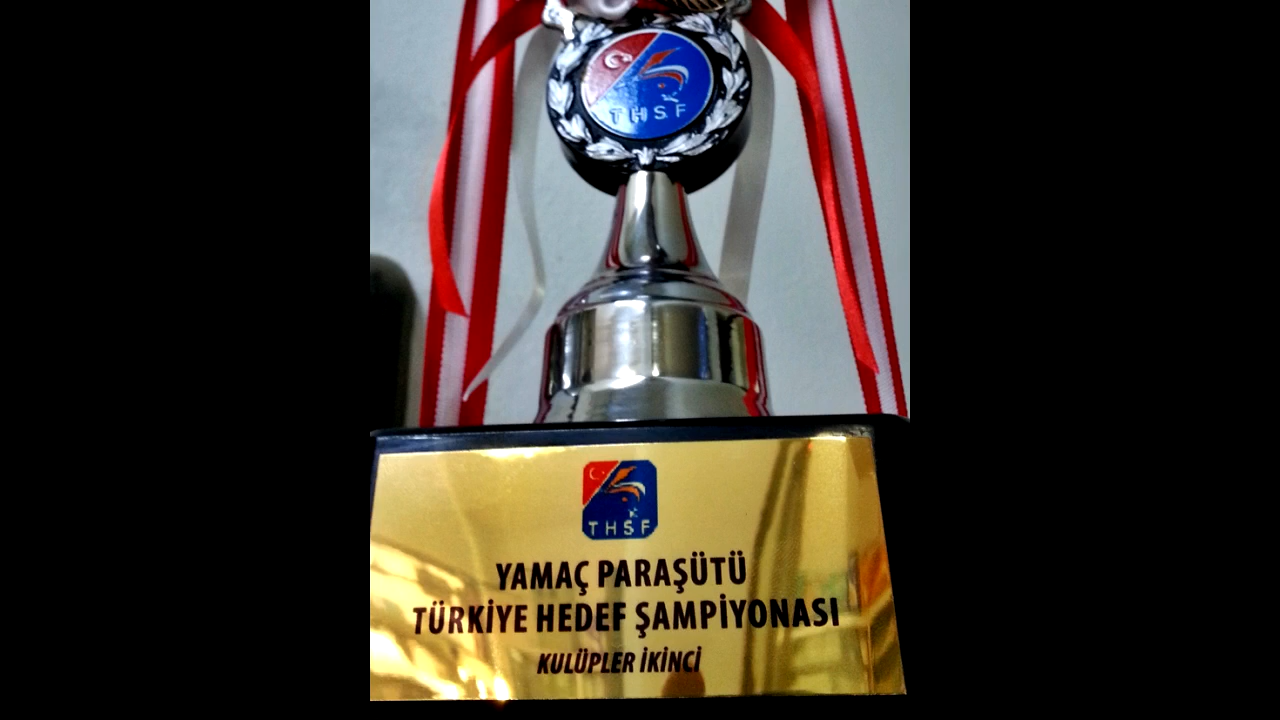 THSF
THSF
YAMAÇ PARAŞÜTÜ
TÜRKİYE HEDEF ŞAMPİYONASI
KULÜPLER İKİNCİ